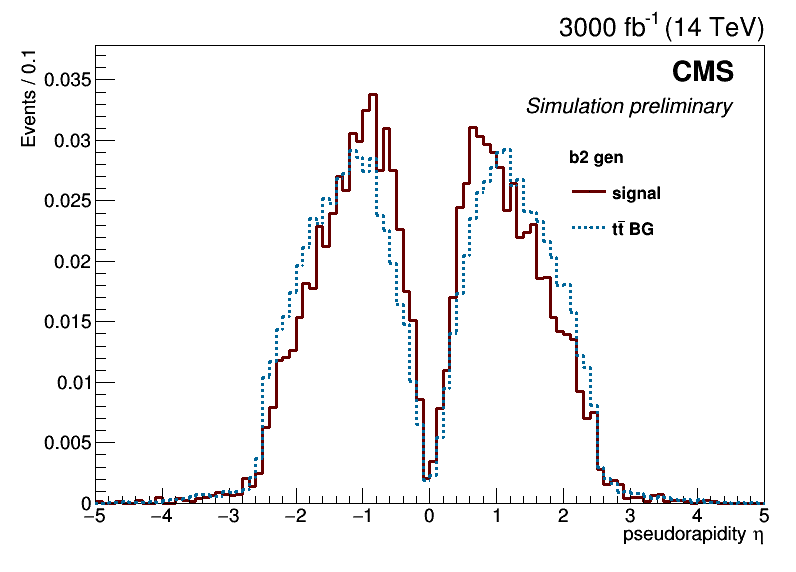 3000 fb-1 (14 TeV)
Events / 0.1
CMS
Simulation preliminary
b2 gen
signal
tt̄ BG
0.035
0.03
0.025
0.02
0.015
0.01
0.005
0
−5 −4 −3 −2 −1 0 1 2 3 4 5
pseudorapidity η